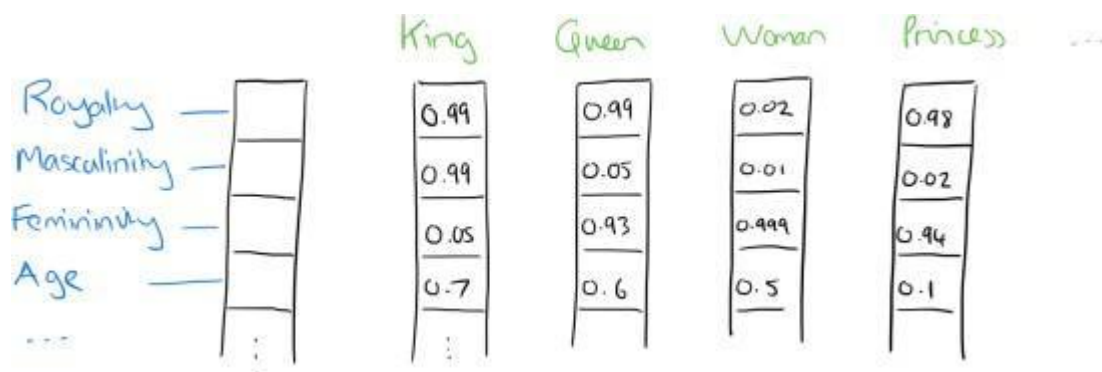 King Queen Woman Princess ...
Royalty 0.99 0.99 0.02 0.98
Masculinity 0.99 0.05 0.01 0.02
Femininity 0.05 0.93 0.999 0.94
Age 0.7 0.6 0.5 0.1
...